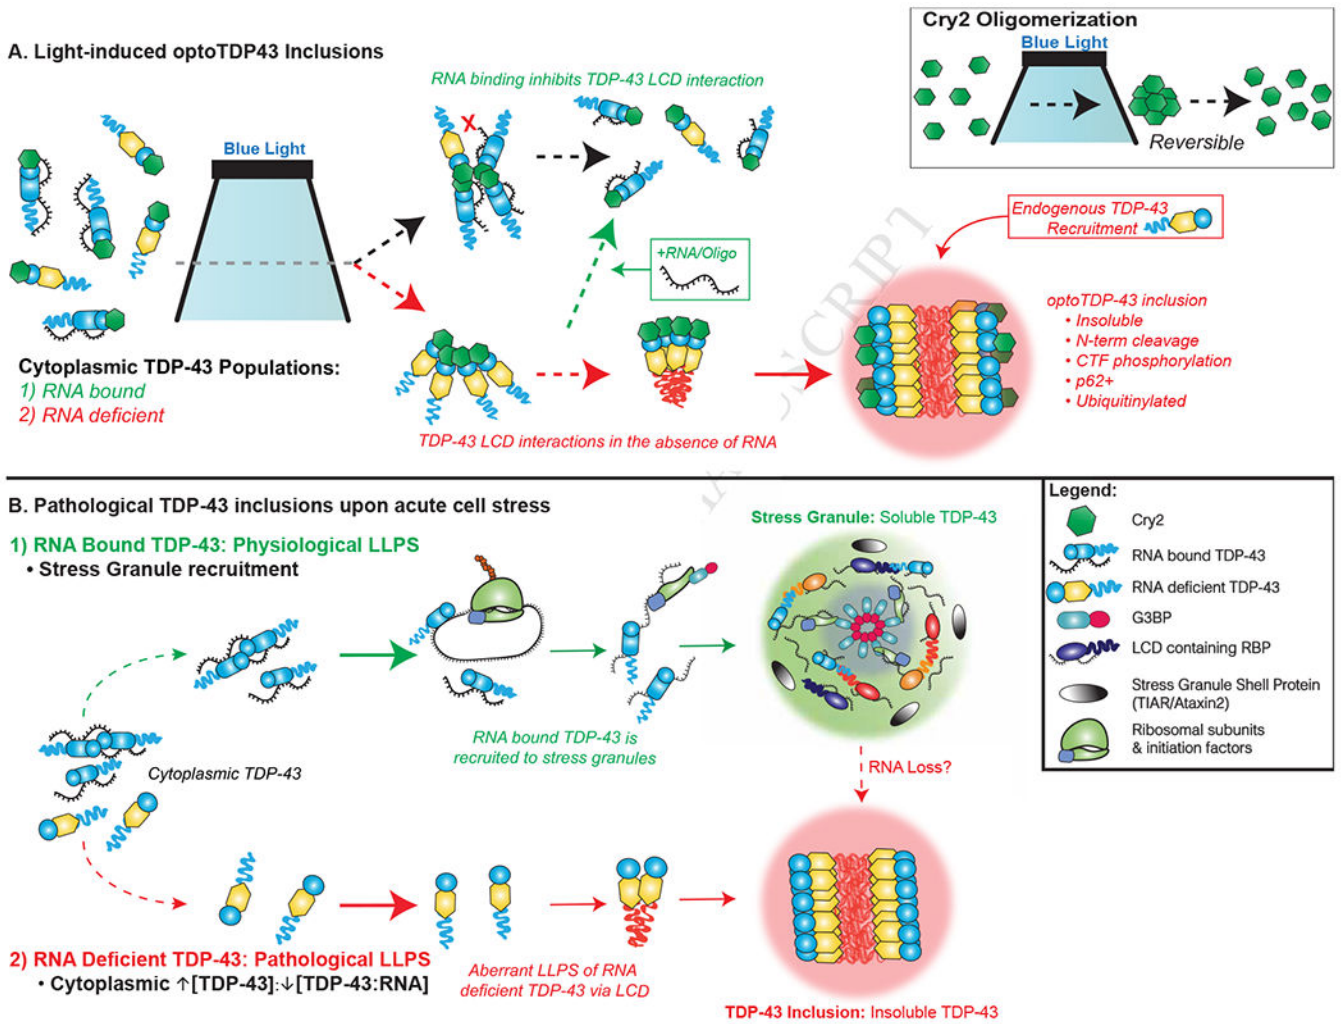 Cry2 Oligomerization
Blue Light
Reversible
A. Light-induced optoTDP43 Inclusions
RNA binding inhibits TDP-43 LCD interaction
X
Blue Light
Endogenous TDP-43
Recruitment
+RNA/Oligo
optoTDP-43 inclusion
• Insoluble
• N-term cleavage
• CTF phosphorylation
• p62+
• Ubiquitinylated
Cytoplasmic TDP-43 Populations:
1) RNA bound
2) RNA deficient
TDP-43 LCD interactions in the absence of RNA
B. Pathological TDP-43 inclusions upon acute cell stress
1) RNA Bound TDP-43: Physiological LLPS
• Stress Granule recruitment
Stress Granule: Soluble TDP-43
RNA bound TDP-43 is
recruited to stress granules
Cytoplasmic TDP-43
RNA Loss?
2) RNA Deficient TDP-43: Pathological LLPS
• Cytoplasmic ↑[TDP-43]:↓[TDP-43:RNA]
Aberrant LLPS of RNA
deficient TDP-43 via LCD
TDP-43 Inclusion: Insoluble TDP-43
Legend:
Cry2
RNA bound TDP-43
RNA deficient TDP-43
G3BP
LCD containing RBP
Stress Granule Shell Protein
(TIAR/Ataxin2)
Ribosomal subunits
& initiation factors